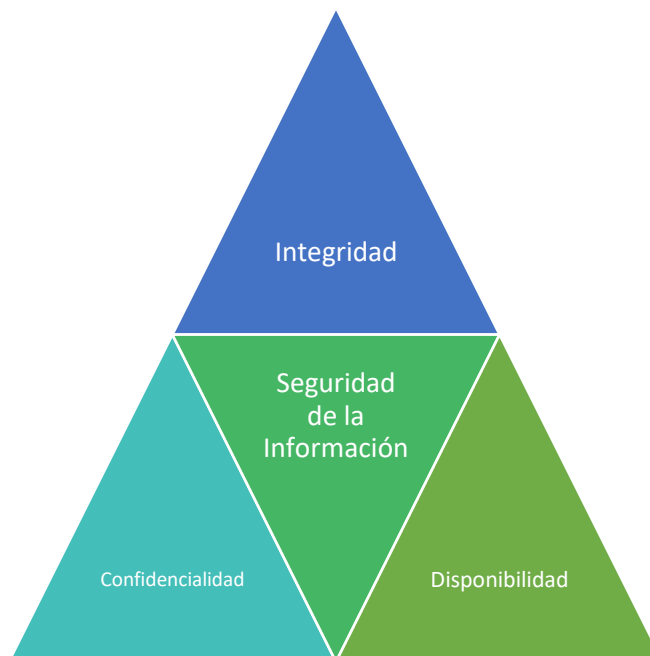 Integridad
Seguridad
de la
Información
Confidencialidad
Disponibilidad